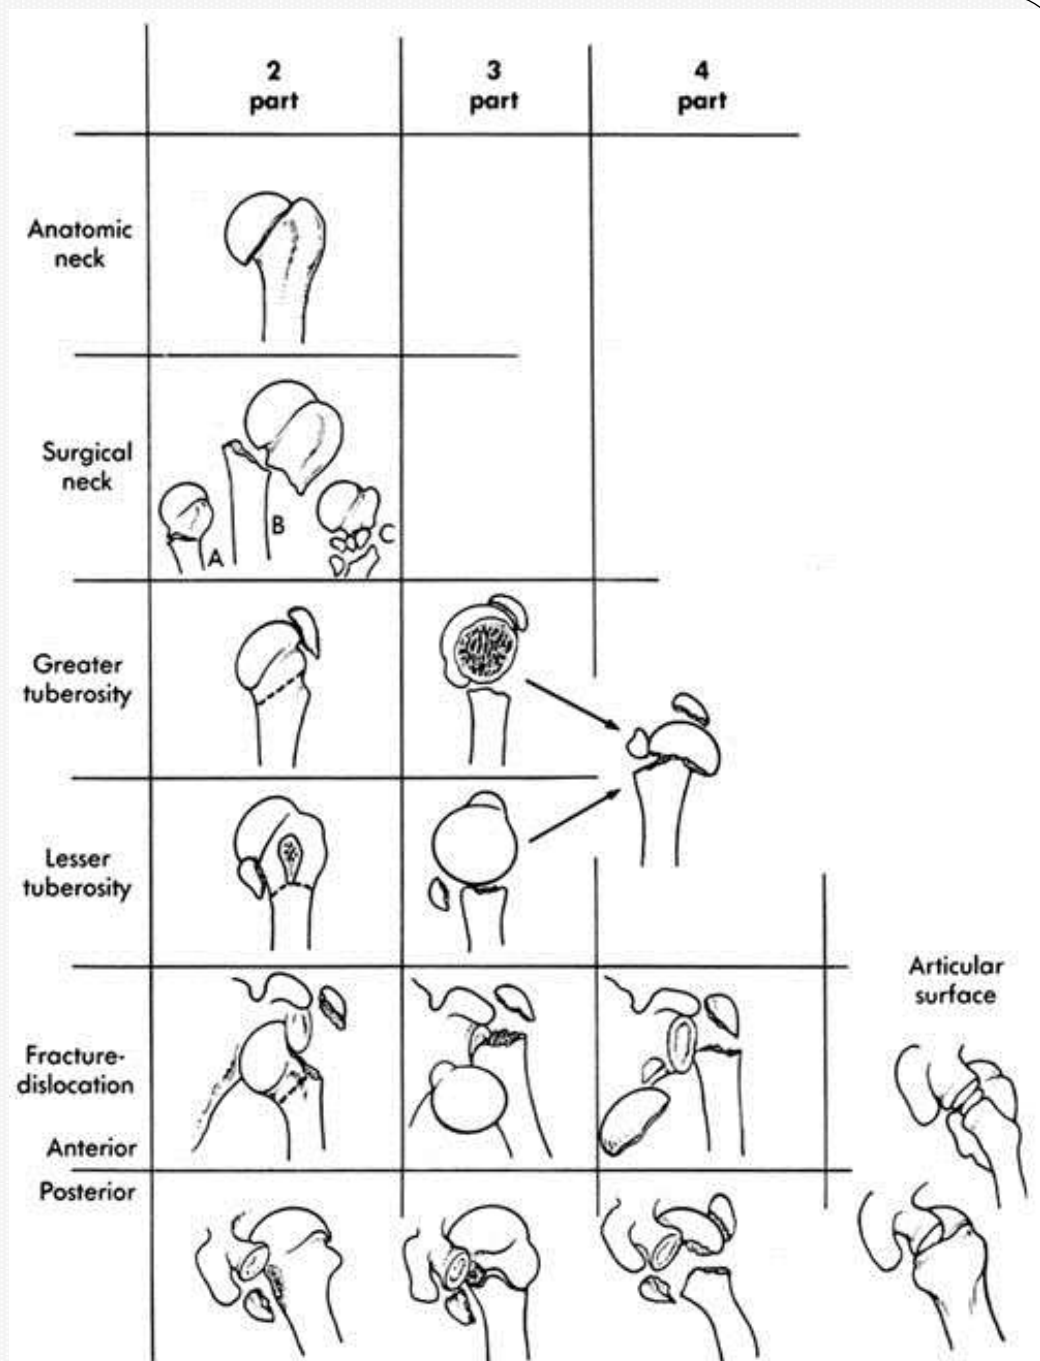 2
part
3
part
4
part
Anatomic
neck
Surgical
neck
A
B
C
Greater
tuberosity
Lesser
tuberosity
Articular
surface
Fracture-
dislocation
Anterior
Posterior